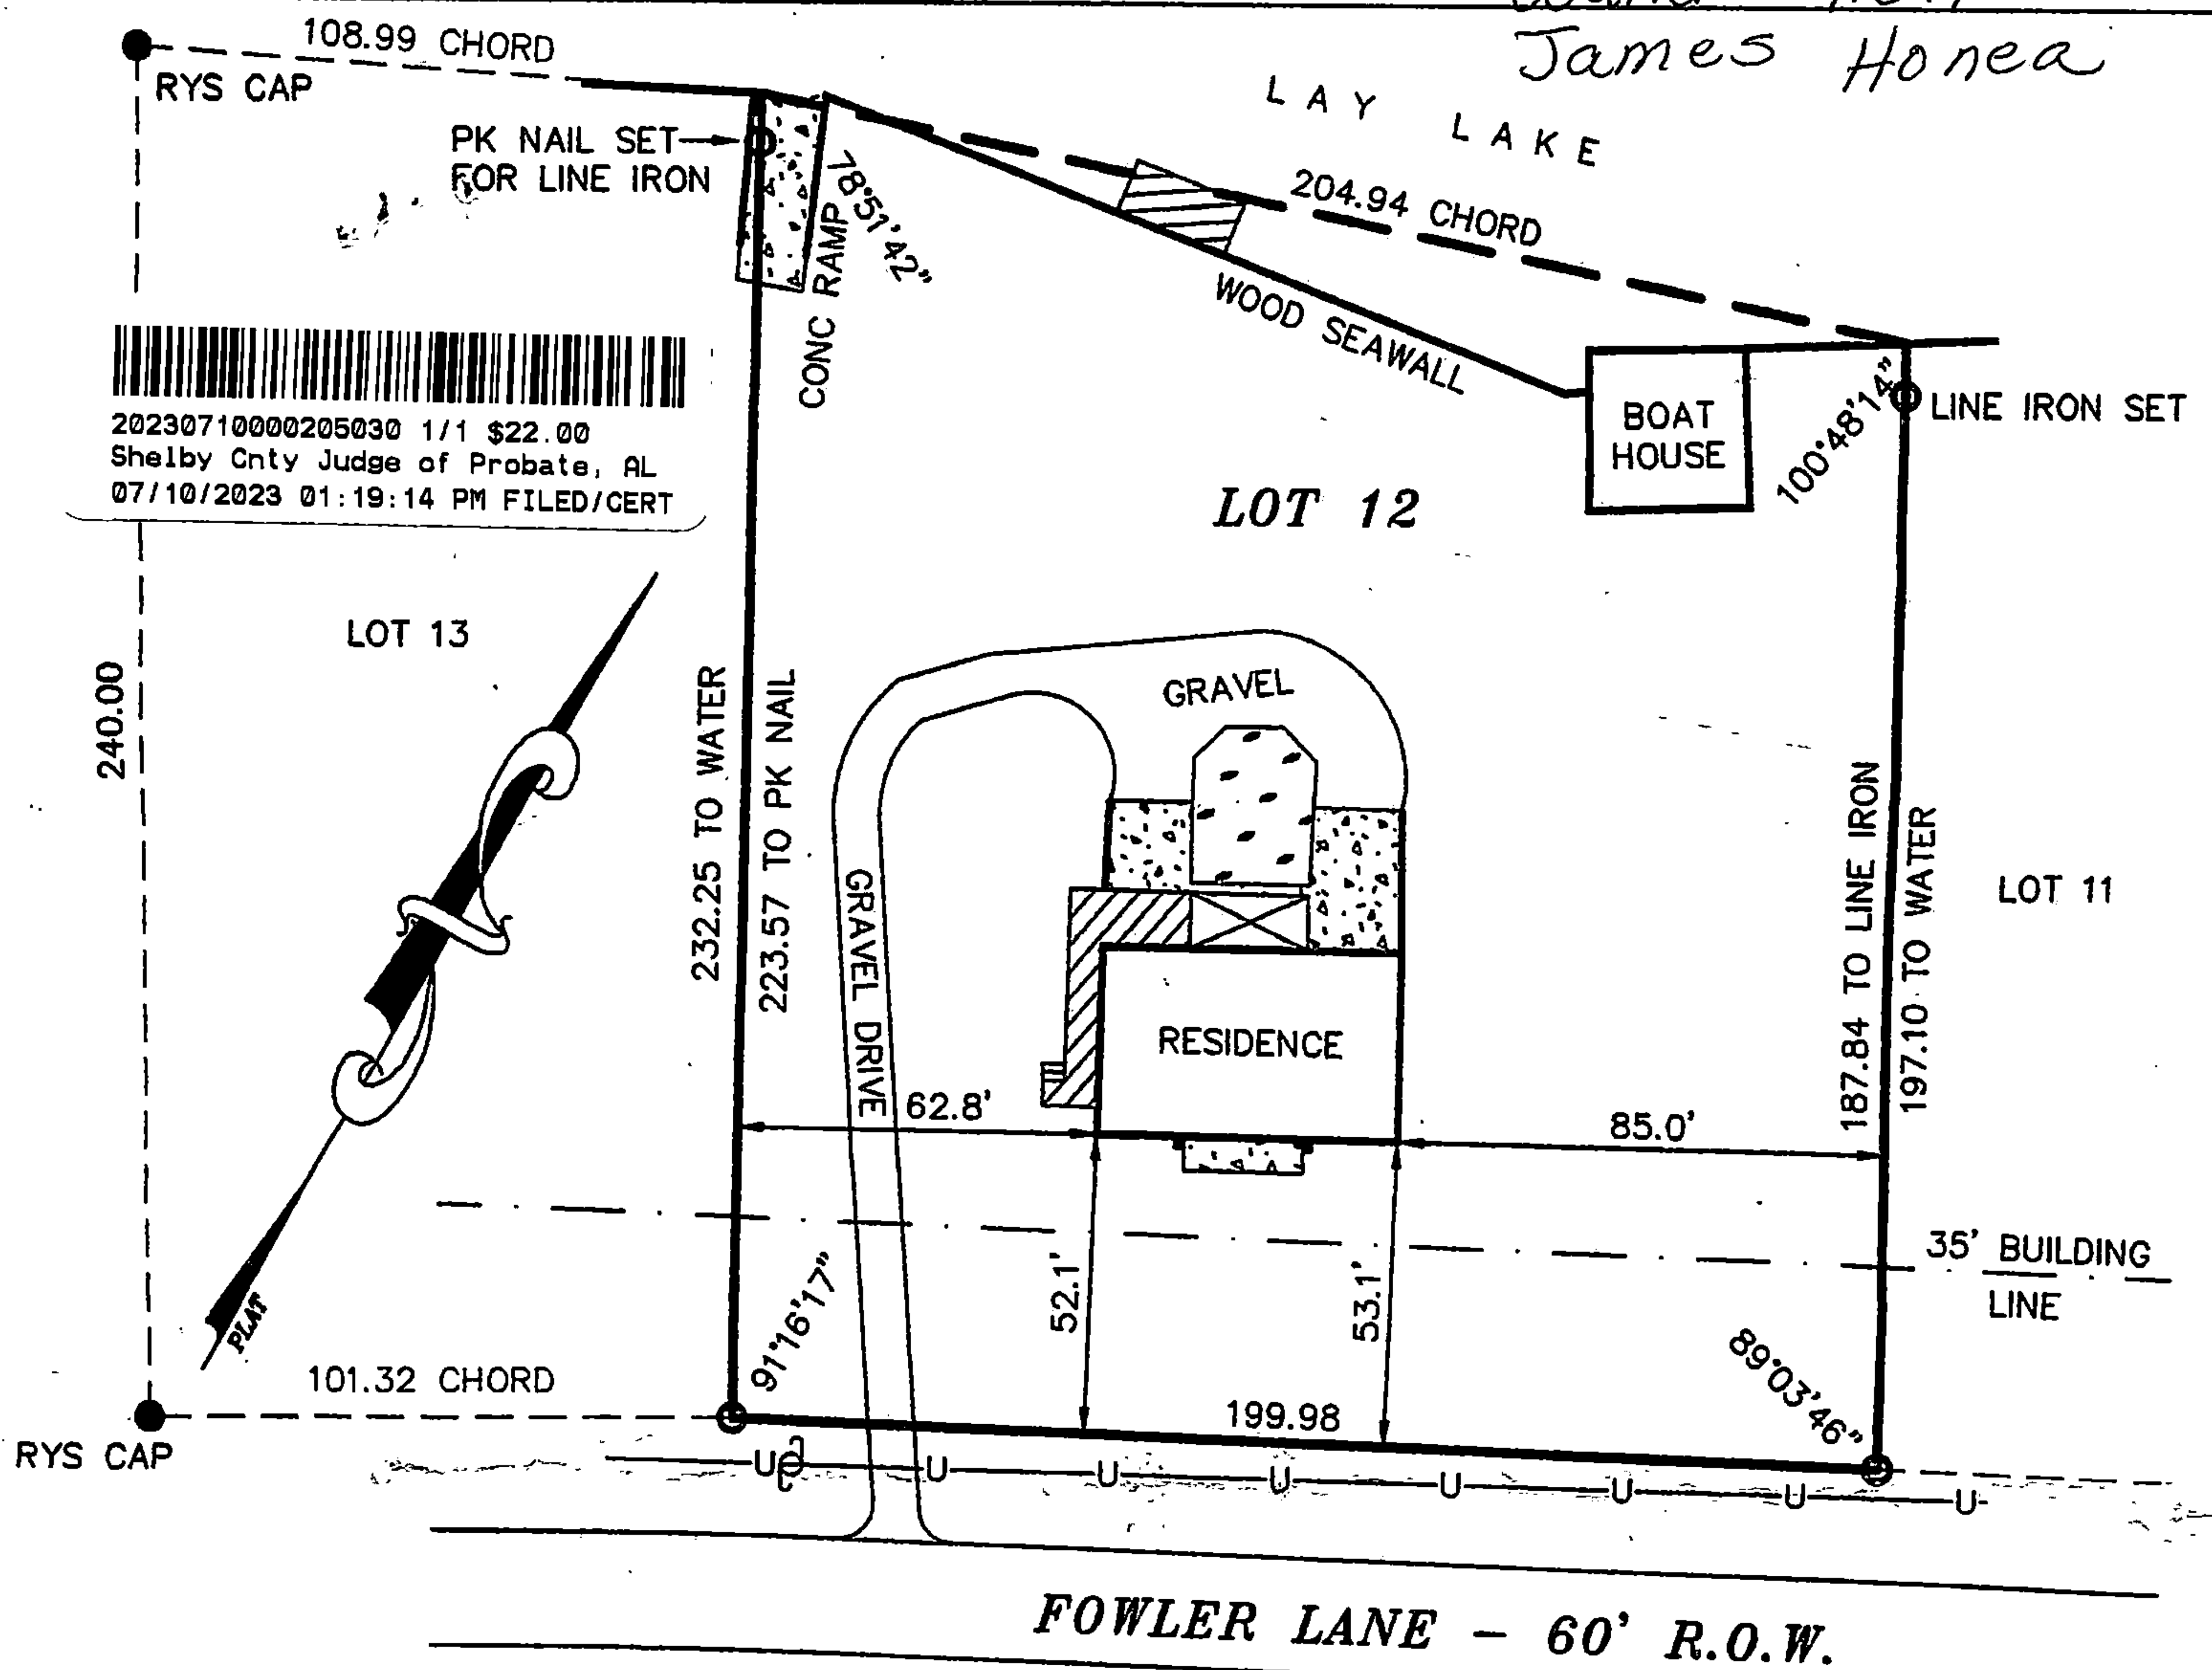 James Honea
108.99 CHORD
RYS CAP
LAY LAKE
PK NAIL SET
FOR LINE IRON
78°51'42"
CONC RAMP
204.94 CHORD
WOOD SEAWALL
BOAT
HOUSE
100°48'14"
LINE IRON SET
20230710000205030 1/1 $22.00
Shelby Cnty Judge of Probate, AL
07/10/2023 01:19:14 PM FILED/CERT
LOT 12
LOT 13
240.00
232.25 TO WATER
223.57 TO PK NAIL
GRAVEL
GRAVEL DRIVE
RESIDENCE
187.84 TO LINE IRON
197.10 TO WATER
LOT 11
62.8'
85.0'
52.1'
53.1'
35' BUILDING
LINE
PLAT
91°16'17"
89°03'46"
101.32 CHORD
199.98
RYS CAP
U U U U U U U U
FOWLER LANE - 60' R.O.W.